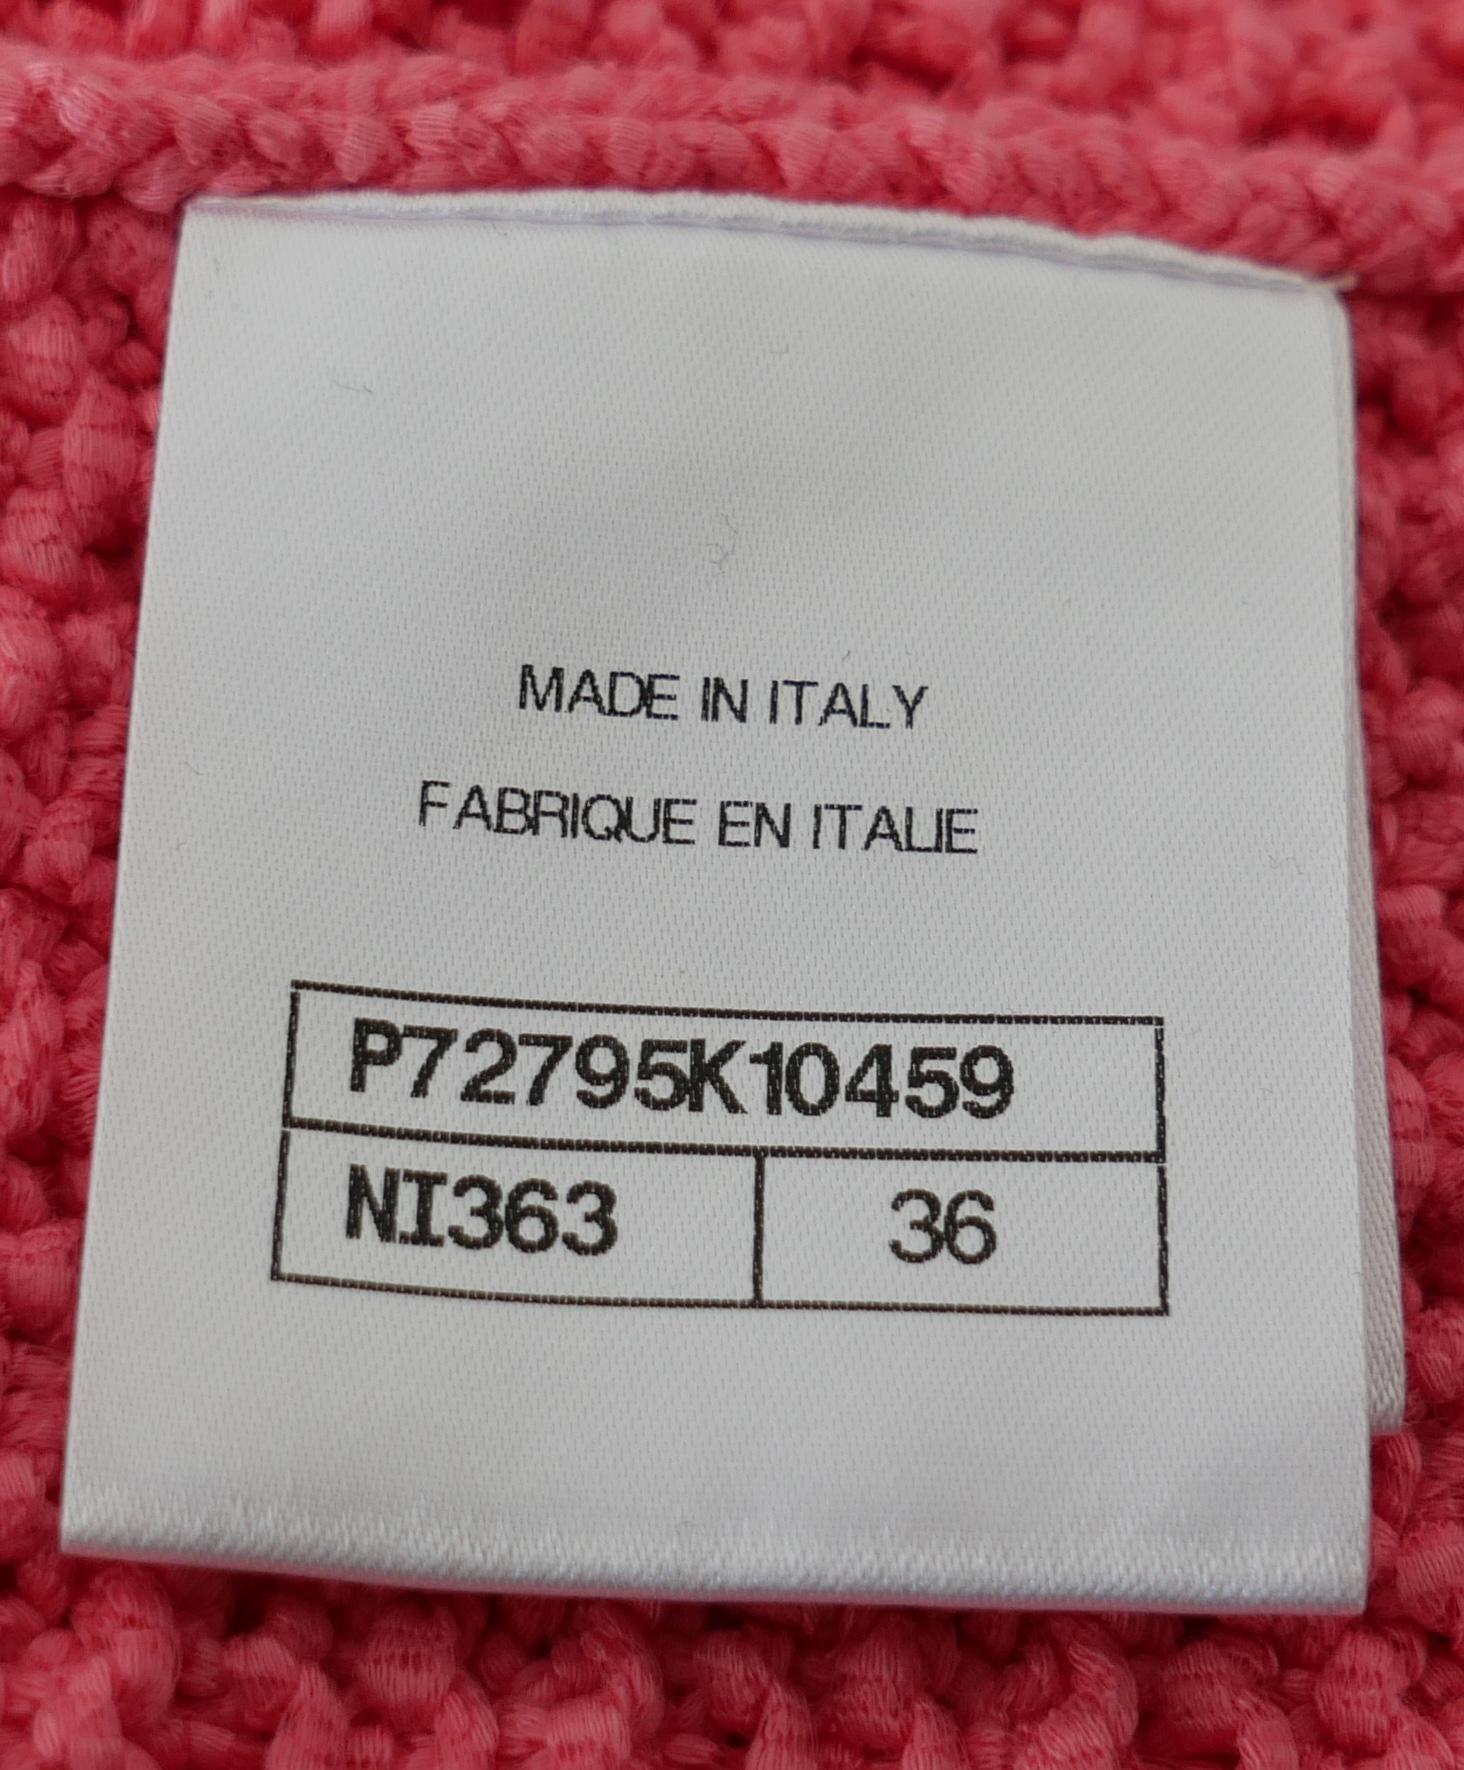 MADE IN ITALY
FABRIQUE EN ITALIE
P72795K10459
NI363 36